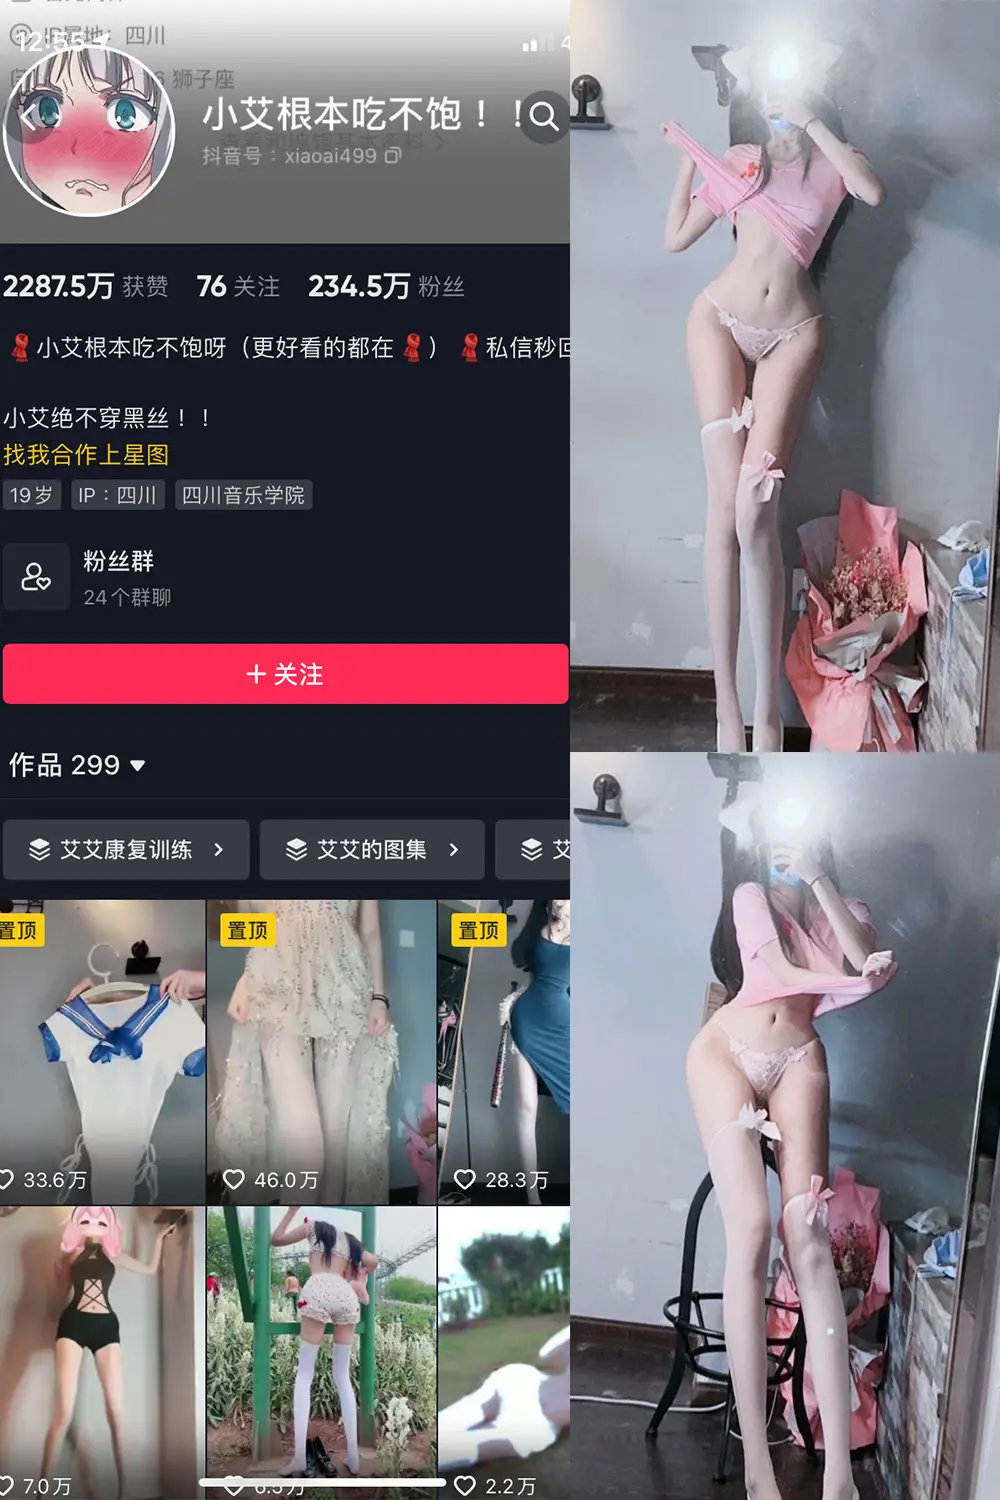 四川
12:55
4
狮子座
小艾根本吃不饱！！
抖音号：xiaoai499
2287.5万 获赞 76 关注 234.5万 粉丝
小艾根本吃不饱呀（更好看的都在 ） 私信秒回
小艾绝不穿黑丝！！
找我合作上星图
19岁 IP：四川 四川音乐学院
粉丝群
24个群聊
关注
作品 299
艾艾康复训练 艾艾的图集 艾
置顶 置顶 置顶
33.6万 46.0万 28.3万
7.0万 6.5万 2.2万